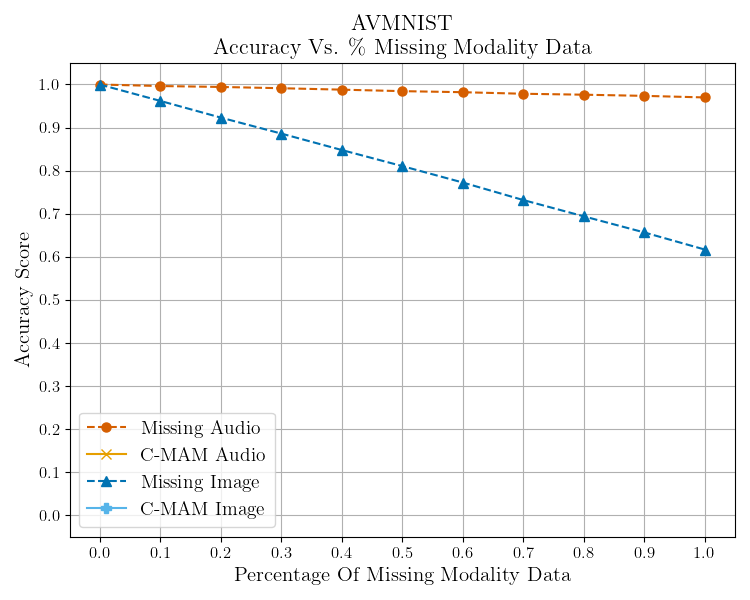 AVMNIST
Accuracy Vs. % Missing Modality Data
Accuracy Score
1.0
0.9
0.8
0.7
0.6
0.5
0.4
0.3
0.2
0.1
0.0
Missing Audio
C-MAM Audio
Missing Image
C-MAM Image
0.0 0.1 0.2 0.3 0.4 0.5 0.6 0.7 0.8 0.9 1.0
Percentage Of Missing Modality Data